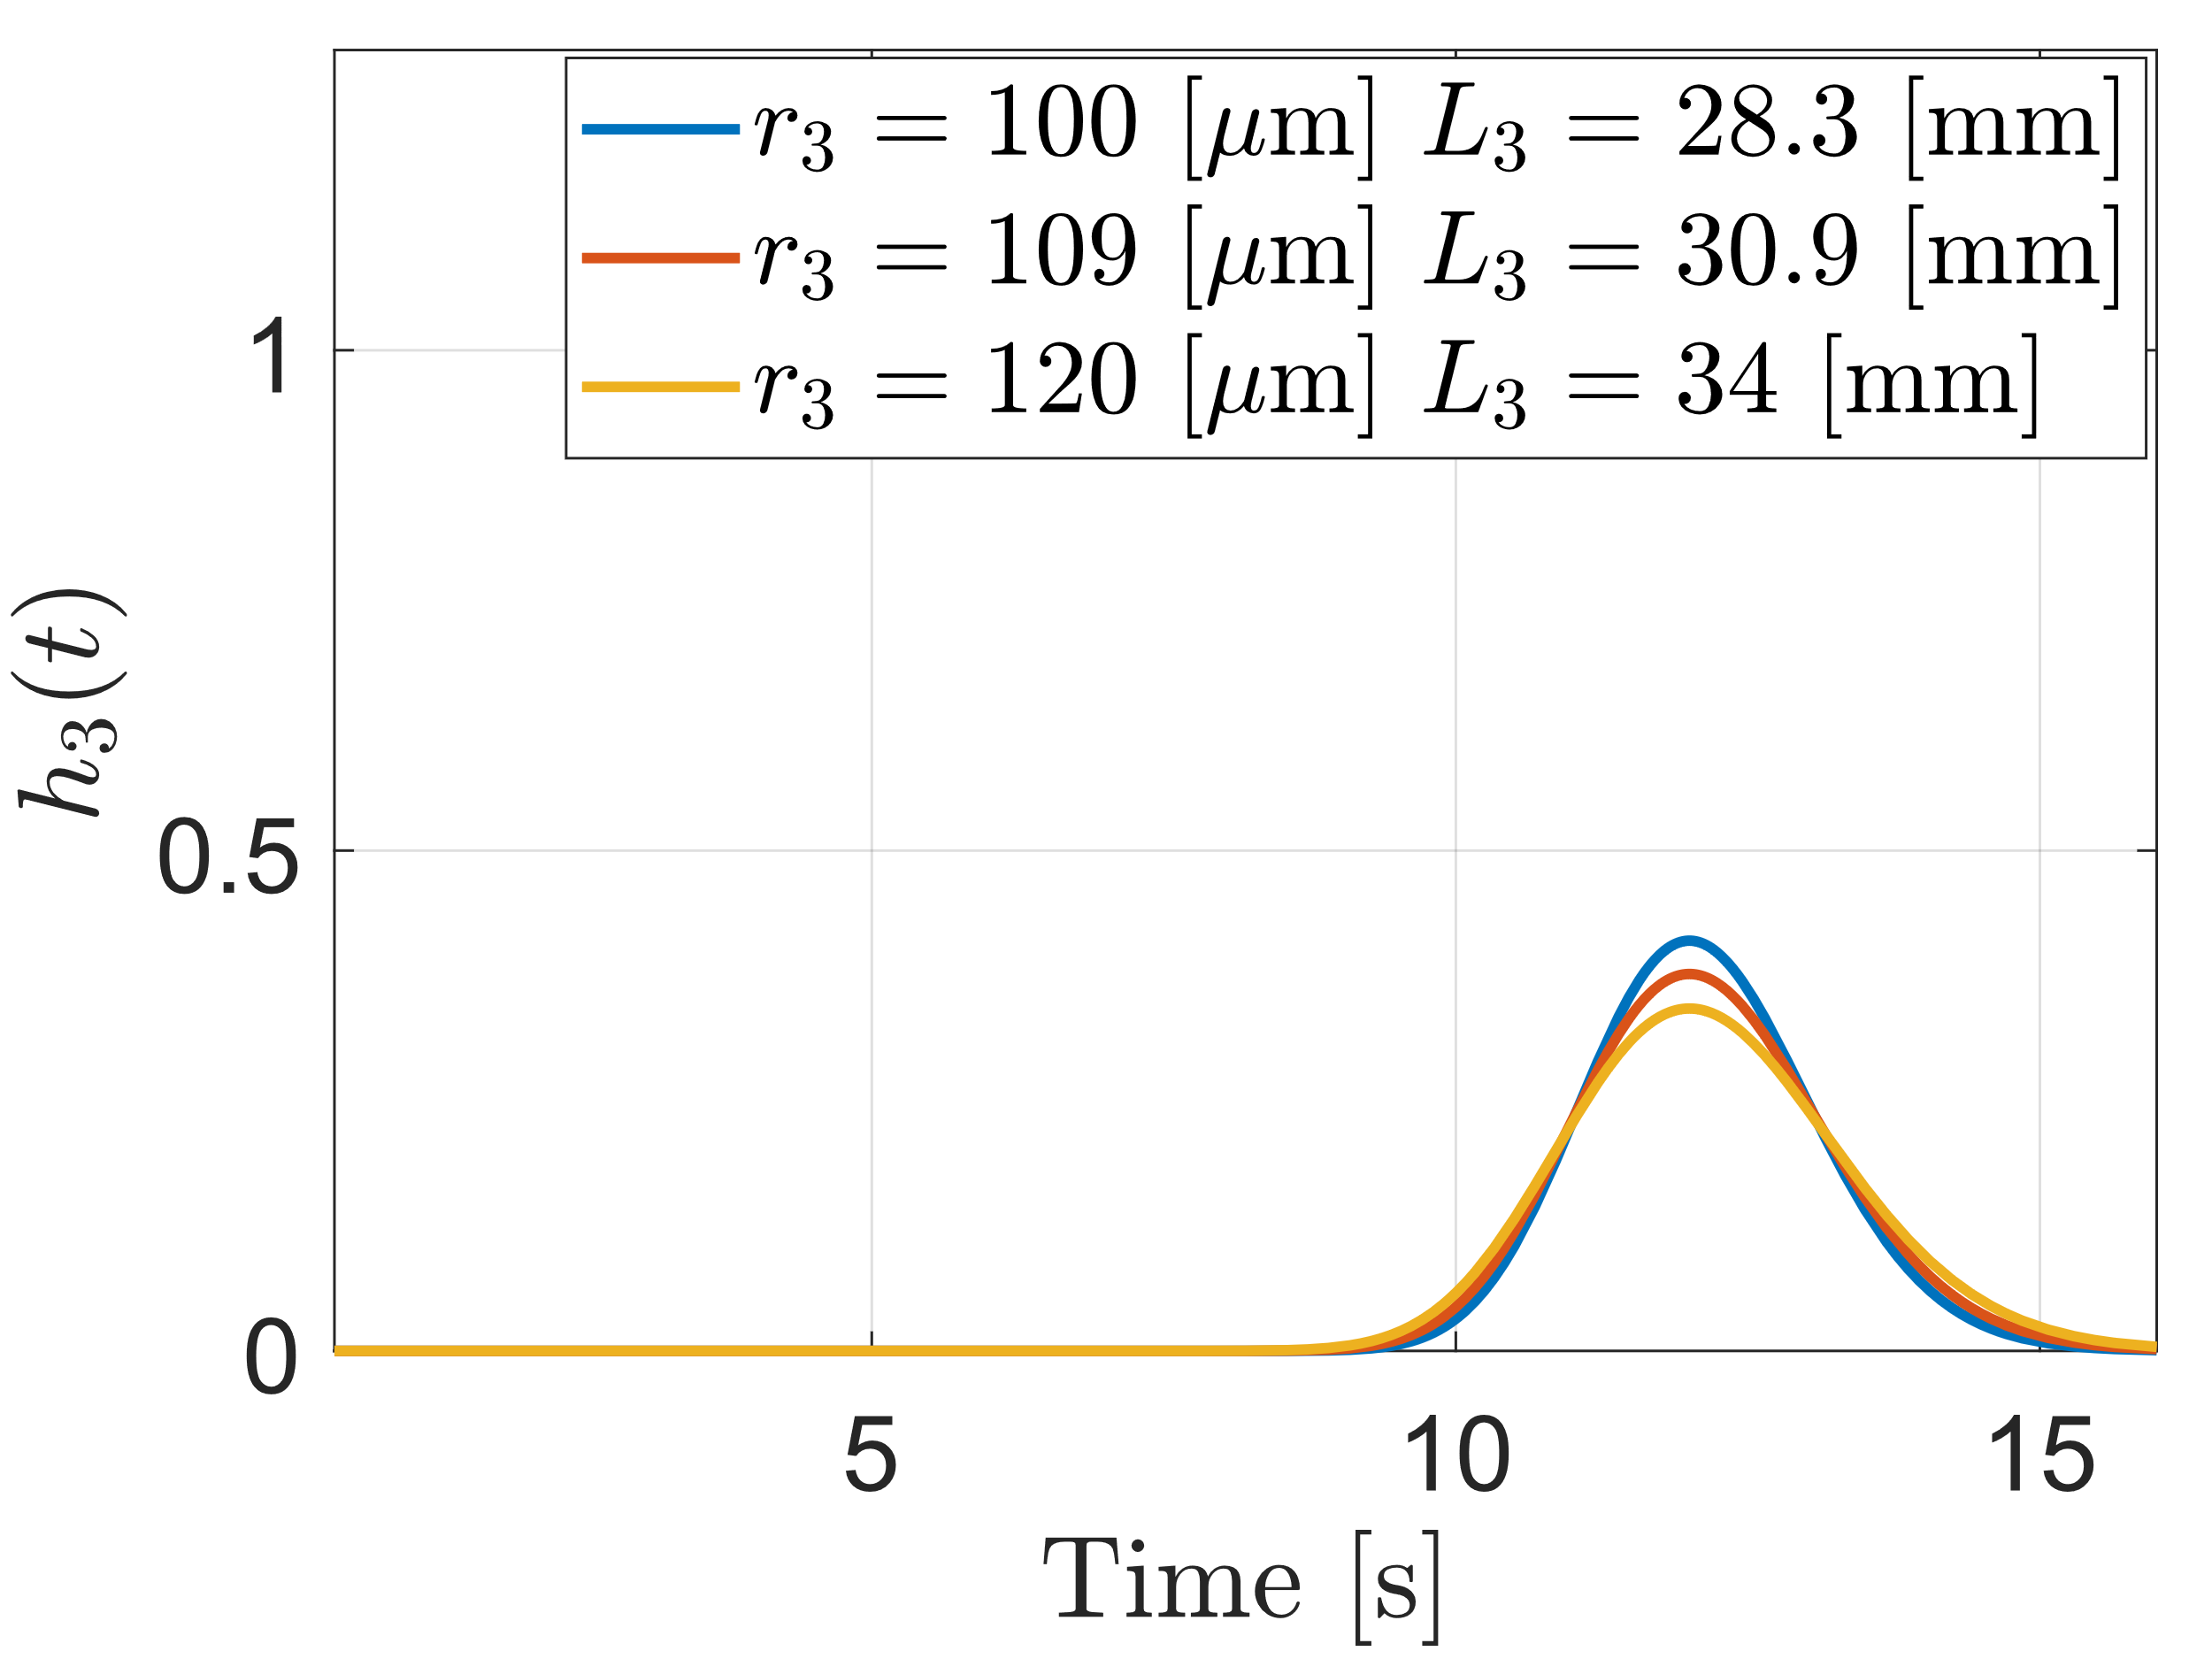 r₃ = 100 [μm] L₃ = 28.3 [mm]
r₃ = 109 [μm] L₃ = 30.9 [mm]
r₃ = 120 [μm] L₃ = 34 [mm]
1
0.5
0
h₃(t)
5 10 15
Time [s]